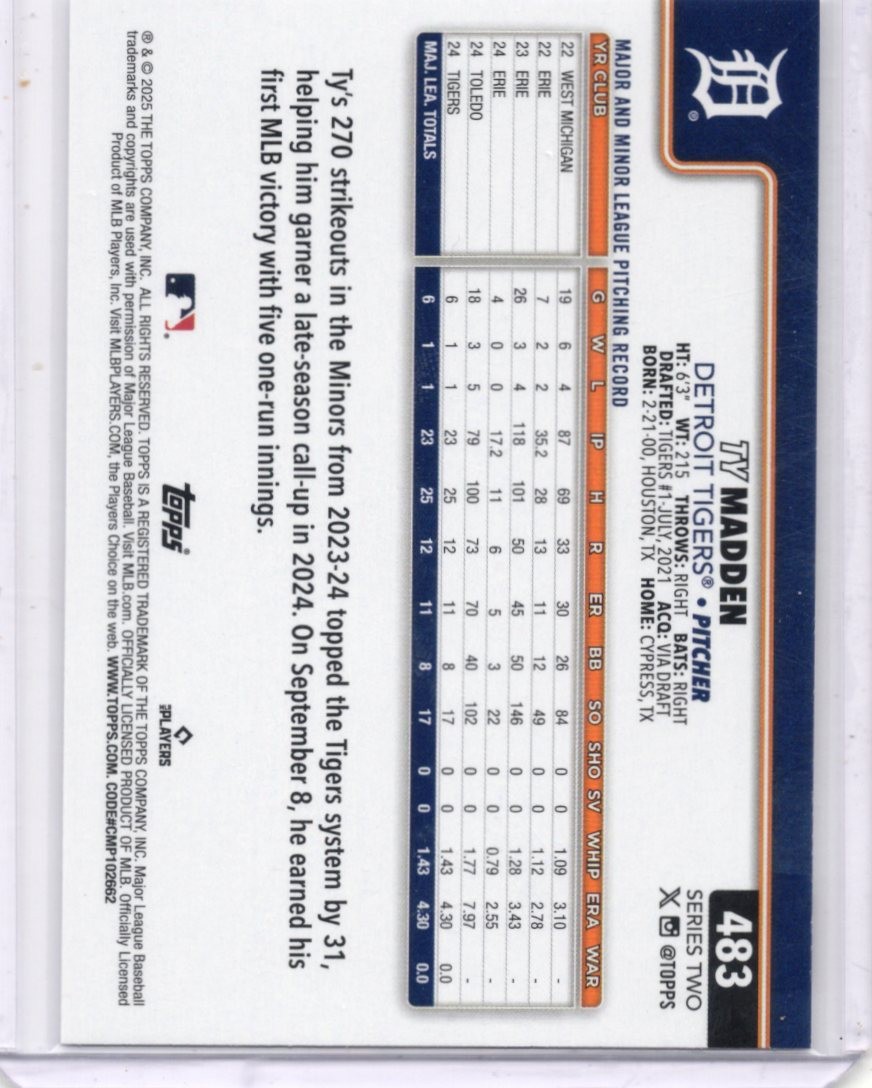 483
SERIES TWO
X @TOPPS
TY MADDEN
DETROIT TIGERS® • PITCHER
HT: 6'3" WT: 215 THROWS: RIGHT BATS: RIGHT
DRAFTED: TIGERS #1-JULY, 2021 ACQ: VIA DRAFT
BORN: 2-21-00, HOUSTON, TX HOME: CYPRESS, TX
D ®
MAJOR AND MINOR LEAGUE PITCHING RECORD
YR CLUB G W L IP H R ER BB SO SHO SV WHIP ERA WAR
22 WEST MICHIGAN 19 6 4 87 69 33 30 26 84 0 0 1.09 3.10 -
22 ERIE 7 2 2 35.2 28 13 11 12 49 0 0 1.12 2.78 -
23 ERIE 26 3 4 118 101 50 45 50 146 0 0 1.28 3.43 -
24 ERIE 4 0 0 17.2 11 6 5 3 22 0 0 0.79 2.55 -
24 TOLEDO 18 3 5 79 100 73 70 40 102 0 0 1.77 7.97 -
24 TIGERS 6 1 1 23 25 12 11 8 17 0 0 1.43 4.30 0.0
MAJ. LEA. TOTALS 6 1 1 23 25 12 11 8 17 0 0 1.43 4.30 0.0
Ty's 270 strikeouts in the Minors from 2023-24 topped the Tigers system by 31,
helping him garner a late-season call-up in 2024. On September 8, he earned his
first MLB victory with five one-run innings.
topps®
PLAYERS
® & © 2025 THE TOPPS COMPANY, INC. ALL RIGHTS RESERVED. TOPPS IS A REGISTERED TRADEMARK OF THE TOPPS COMPANY, INC. Major League Baseball
trademarks and copyrights are used with permission of Major League Baseball. Visit MLB.com. OFFICIALLY LICENSED PRODUCT OF MLB. Officially Licensed
Product of MLB Players, Inc. Visit MLBPLAYERS.COM, the Players Choice on the web. WWW.TOPPS.COM. CODE#CMP102662